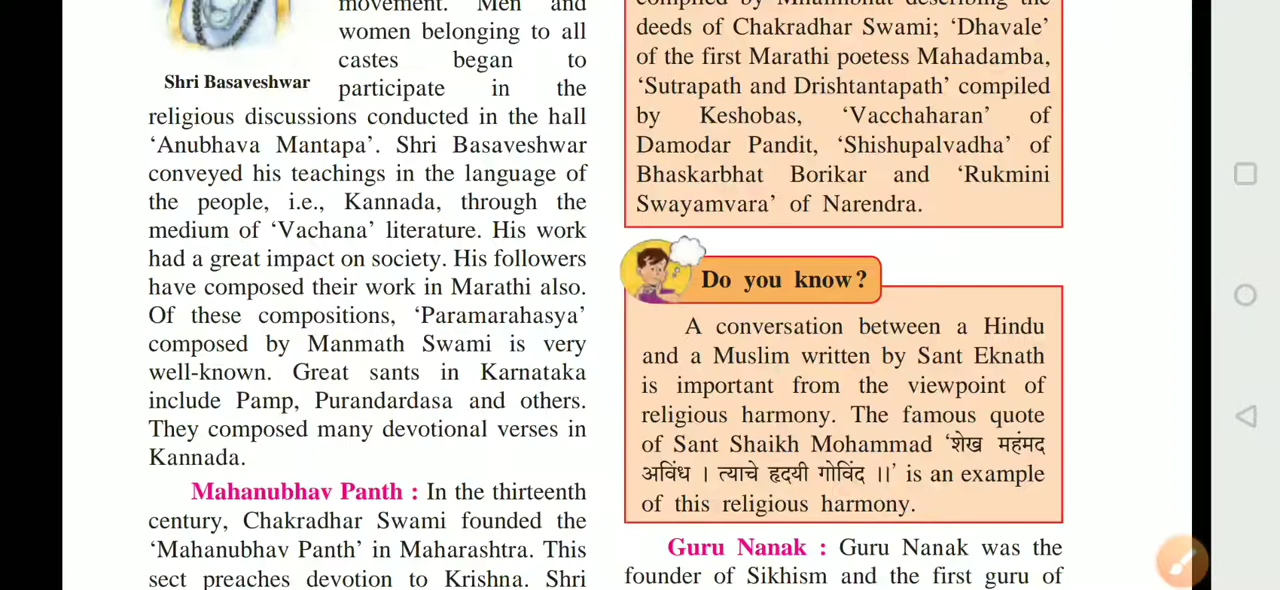 movement. Men and
women belonging to all
castes began to
Shri Basaveshwar
participate in the
religious discussions conducted in the hall
‘Anubhava Mantapa’. Shri Basaveshwar
conveyed his teachings in the language of
the people, i.e., Kannada, through the
medium of ‘Vachana’ literature. His work
had a great impact on society. His followers
have composed their work in Marathi also.
Of these compositions, ‘Paramarahasya’
composed by Manmath Swami is very
well-known. Great sants in Karnataka
include Pamp, Purandardasa and others.
They composed many devotional verses in
Kannada.
Mahanubhav Panth : In the thirteenth
century, Chakradhar Swami founded the
‘Mahanubhav Panth’ in Maharashtra. This
sect preaches devotion to Krishna. Shri
compiled by Mhaimbhat describing the
deeds of Chakradhar Swami; ‘Dhavale’
of the first Marathi poetess Mahadamba,
‘Sutrapath and Drishtantapath’ compiled
by Keshobas, ‘Vacchaharan’ of
Damodar Pandit, ‘Shishupalvadha’ of
Bhaskarbhat Borikar and ‘Rukmini
Swayamvara’ of Narendra.
Do you know?
A conversation between a Hindu
and a Muslim written by Sant Eknath
is important from the viewpoint of
religious harmony. The famous quote
of Sant Shaikh Mohammad ‘शेख महंमद
अविंध । त्याचे हृदयी गोविंद ।।’ is an example
of this religious harmony.
Guru Nanak : Guru Nanak was the
founder of Sikhism and the first guru of